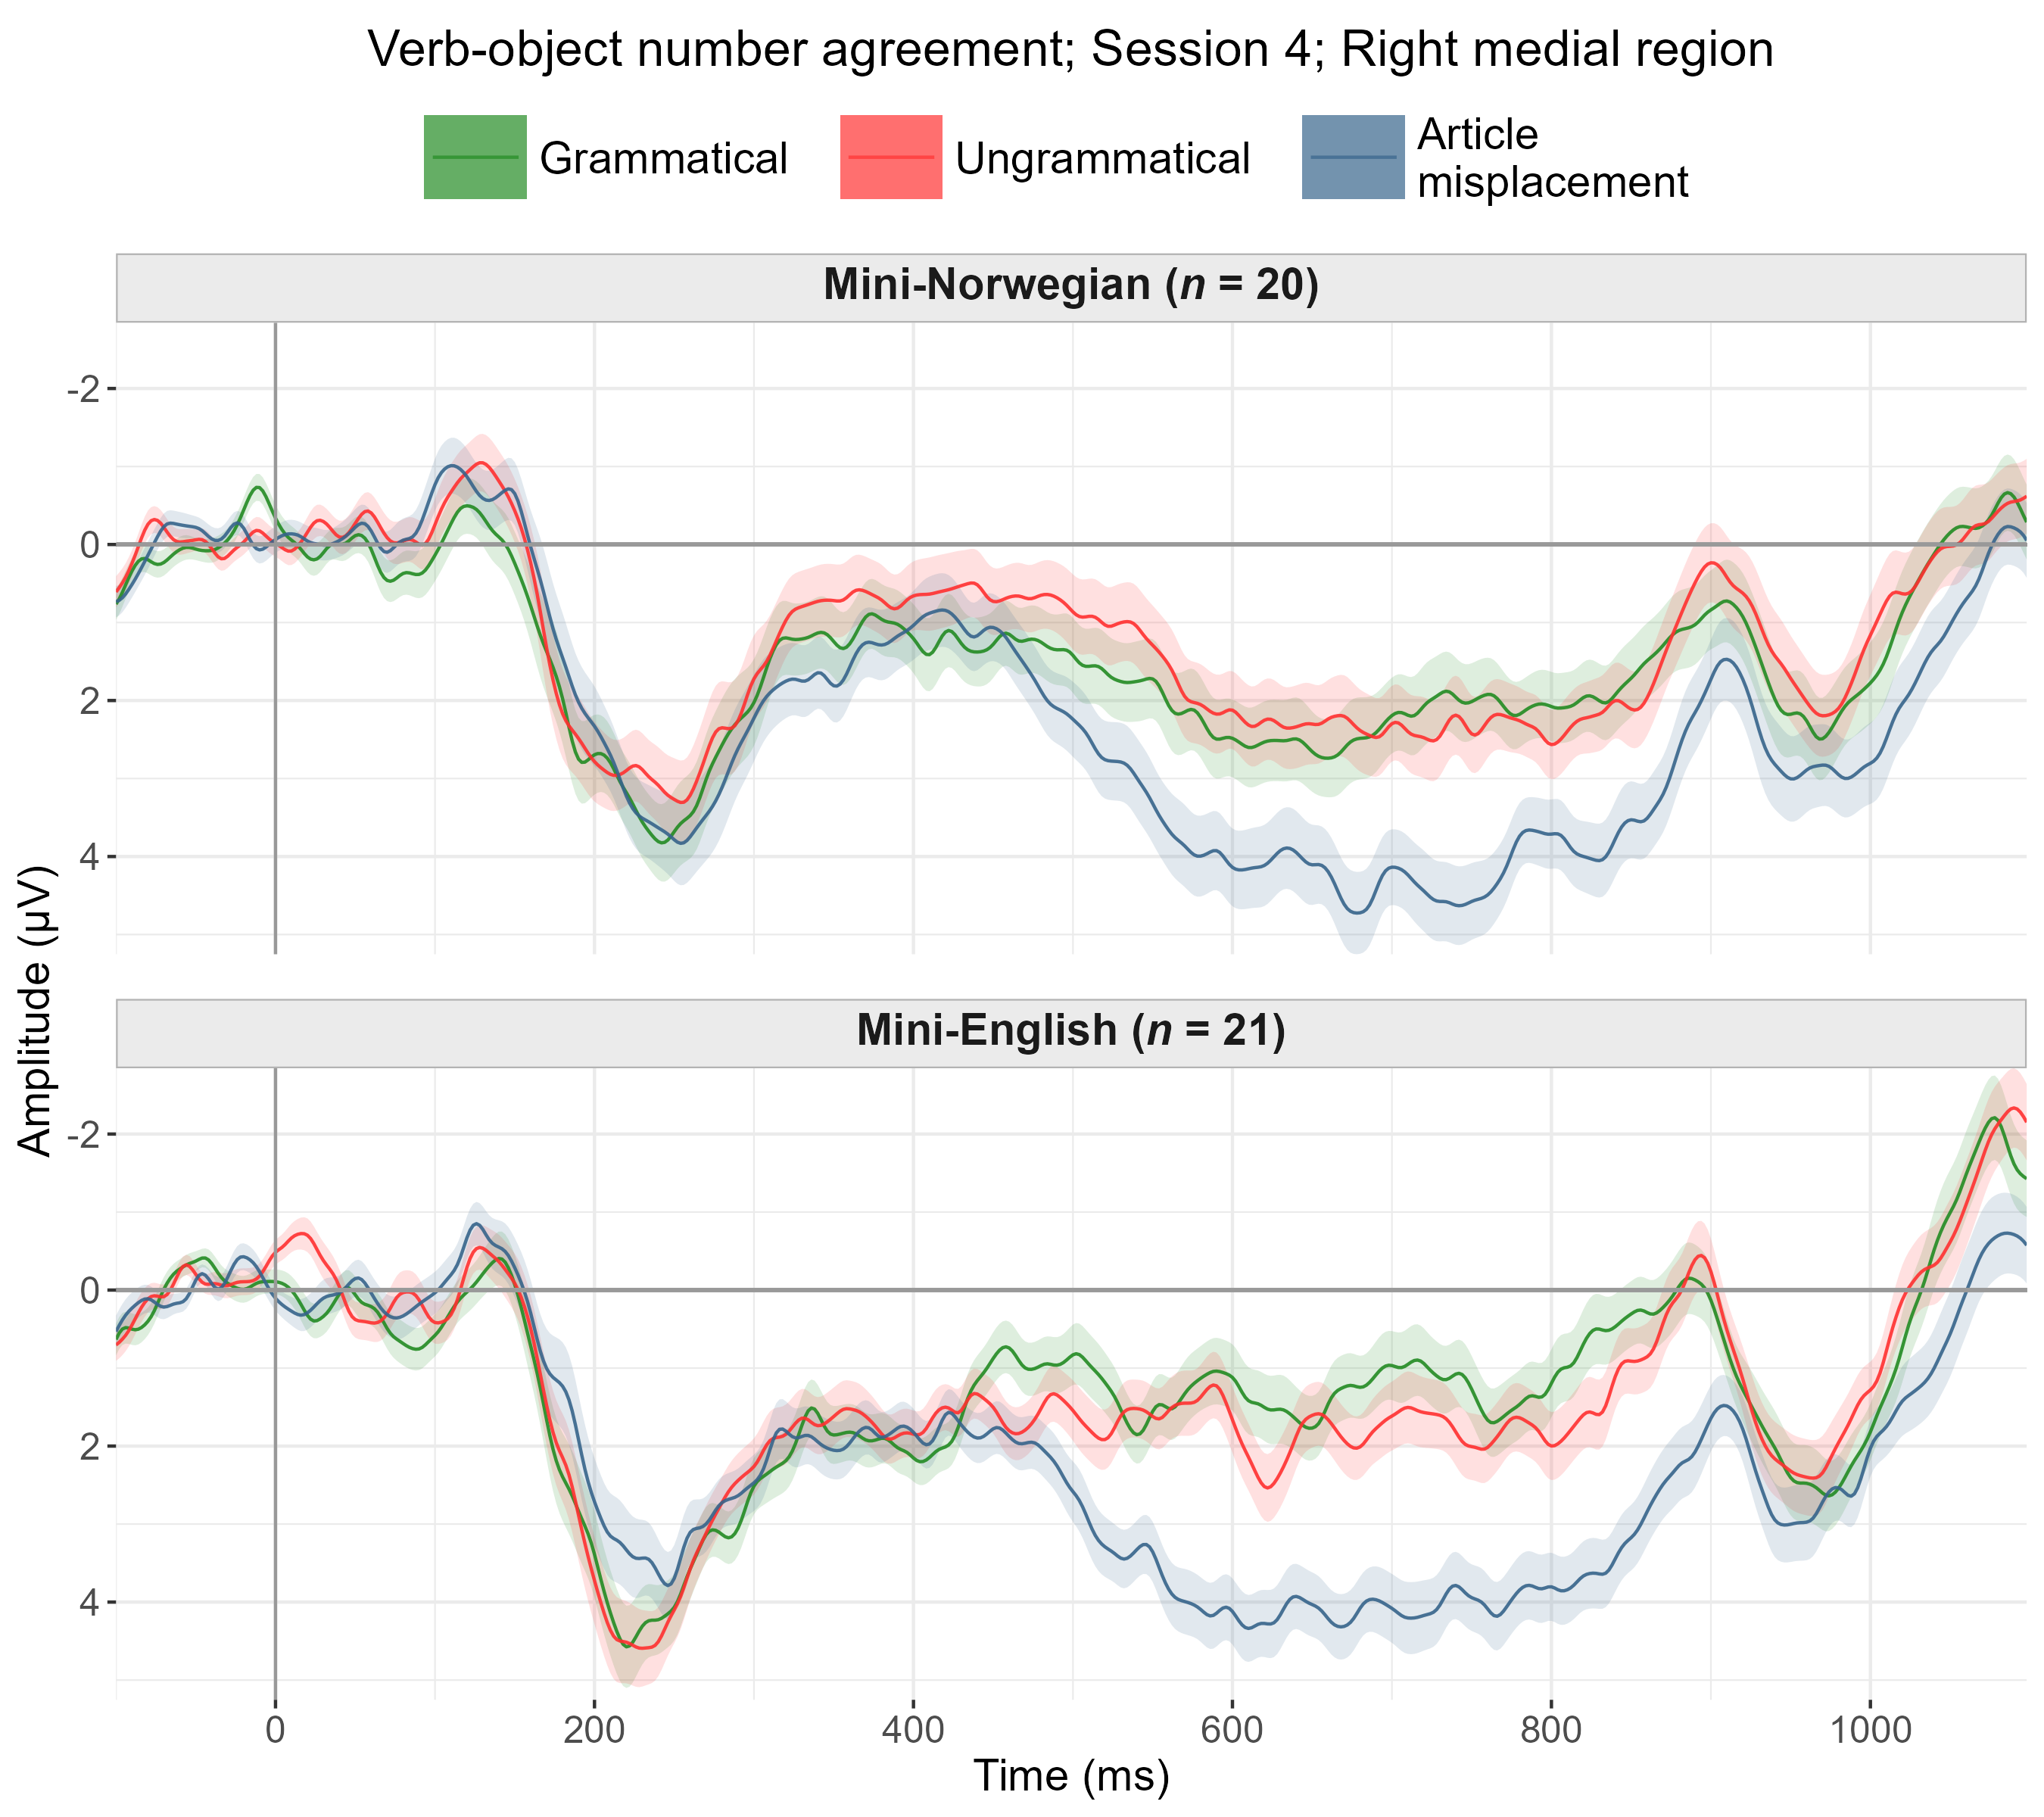 Verb-object number agreement; Session 4; Right medial region
Grammatical
Ungrammatical
Article
misplacement
Mini-Norwegian (n = 20)
-2
0
2
4
Mini-English (n = 21)
-2
0
2
4
Amplitude (µV)
0 200 400 600 800 1000
Time (ms)